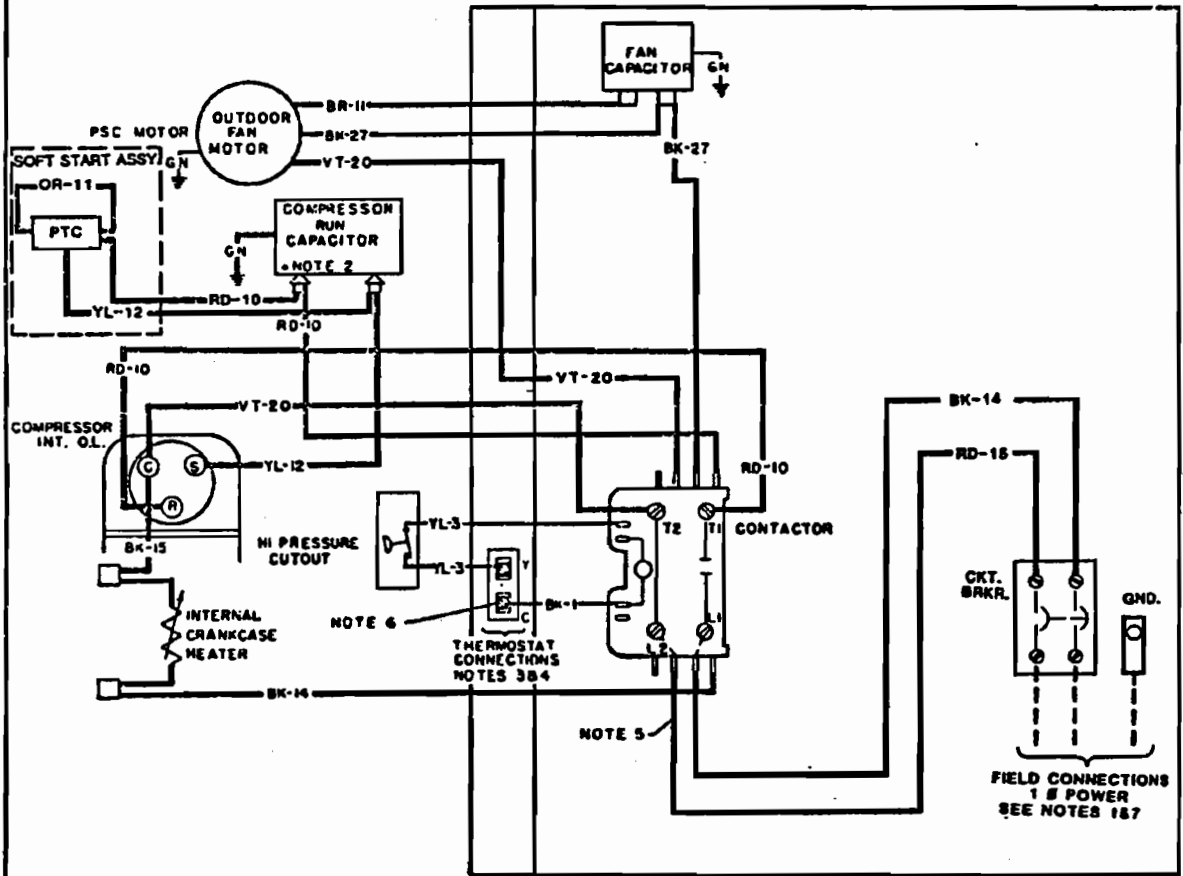 FAN
CAPACITOR
GN
BR-11
OUTDOOR
FAN
MOTOR
PSC MOTOR
BK-27
BK-27
SOFT START ASSY
GN
VT-20
OR-11
PTC
COMPRESSOR
RUN
CAPACITOR
* NOTE 2
GN
RD-10
YL-12
RD-10
RD-10
VT-20
VT-20
BK-14
COMPRESSOR
INT. O.L.
C
S
R
YL-12
RD-10
RD-15
T2
T1
CONTACTOR
YL-3
HI PRESSURE
CUTOUT
YL-3
Y
BK-15
CKT.
BRKR.
GND.
BK-1
C
NOTE 6
L2
L1
INTERNAL
CRANKCASE
HEATER
THERMOSTAT
CONNECTIONS
NOTES 3&4
BK-14
NOTE 5
FIELD CONNECTIONS
1 Ø POWER
SEE NOTES 1&7